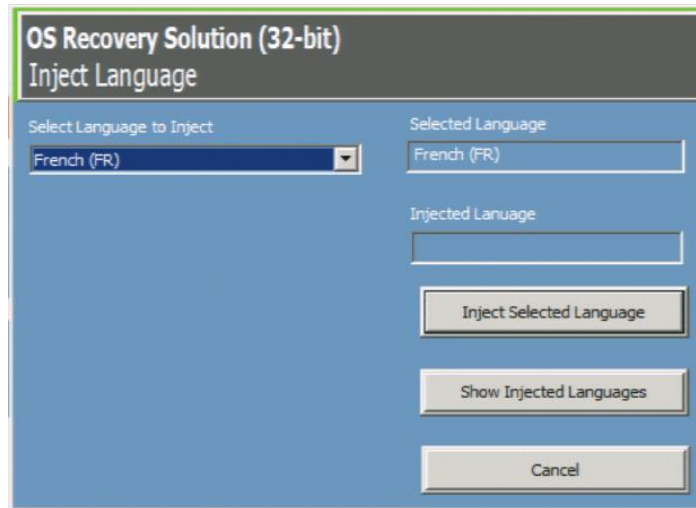 OS Recovery Solution (32-bit)
Inject Language
Select Language to Inject
French (FR)
Selected Language
French (FR)
Injected Lanuage
Inject Selected Language
Show Injected Languages
Cancel